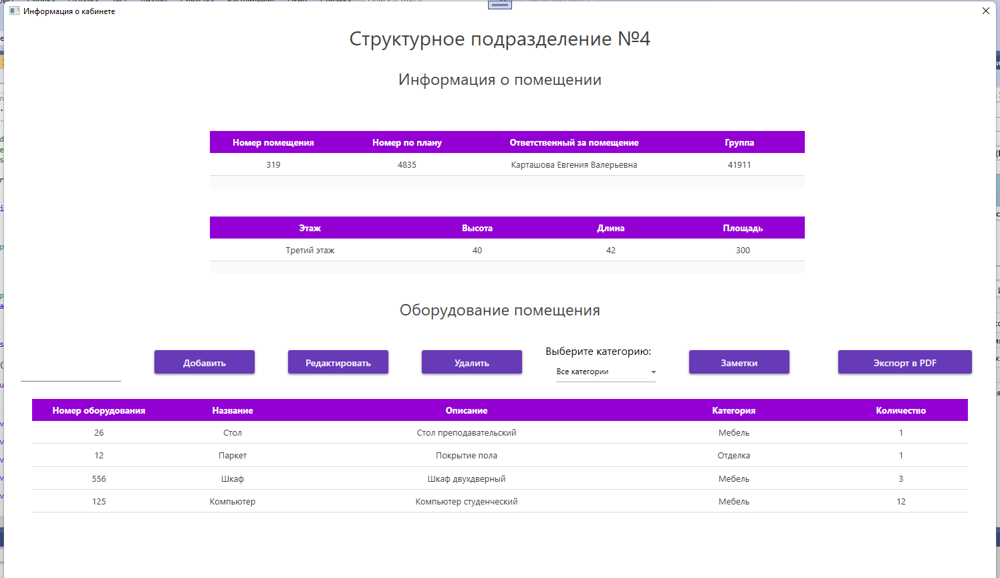 Информация о кабинете
Структурное подразделение №4
Информация о помещении
Номер помещения Номер по плану Ответственный за помещение Группа
319 4835 Карташова Евгения Валерьевна 41911
Этаж Высота Длина Площадь
Третий этаж 40 42 300
Оборудование помещения
Добавить Редактировать Удалить Выберите категорию: Заметки Экспорт в PDF
Все категории
Номер оборудования Название Описание Категория Количество
26 Стол Стол преподавательский Мебель 1
12 Паркет Покрытие пола Отделка 1
556 Шкаф Шкаф двухдверный Мебель 3
125 Компьютер Компьютер студенческий Мебель 12